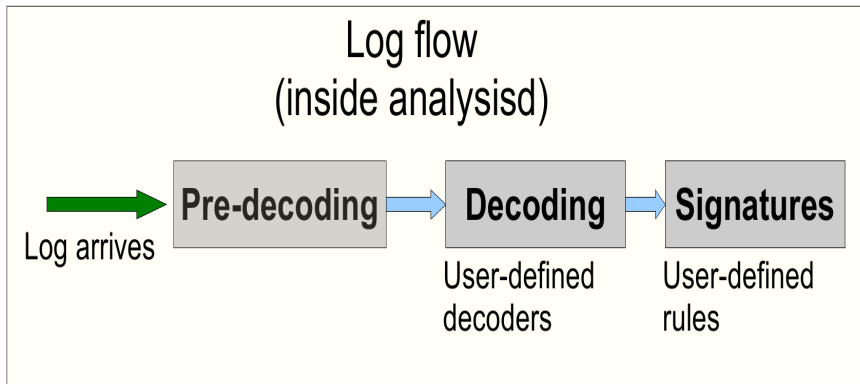 Log flow
(inside analysisd)
Pre-decoding
Decoding
Signatures
Log arrives
User-defined
decoders
User-defined
rules